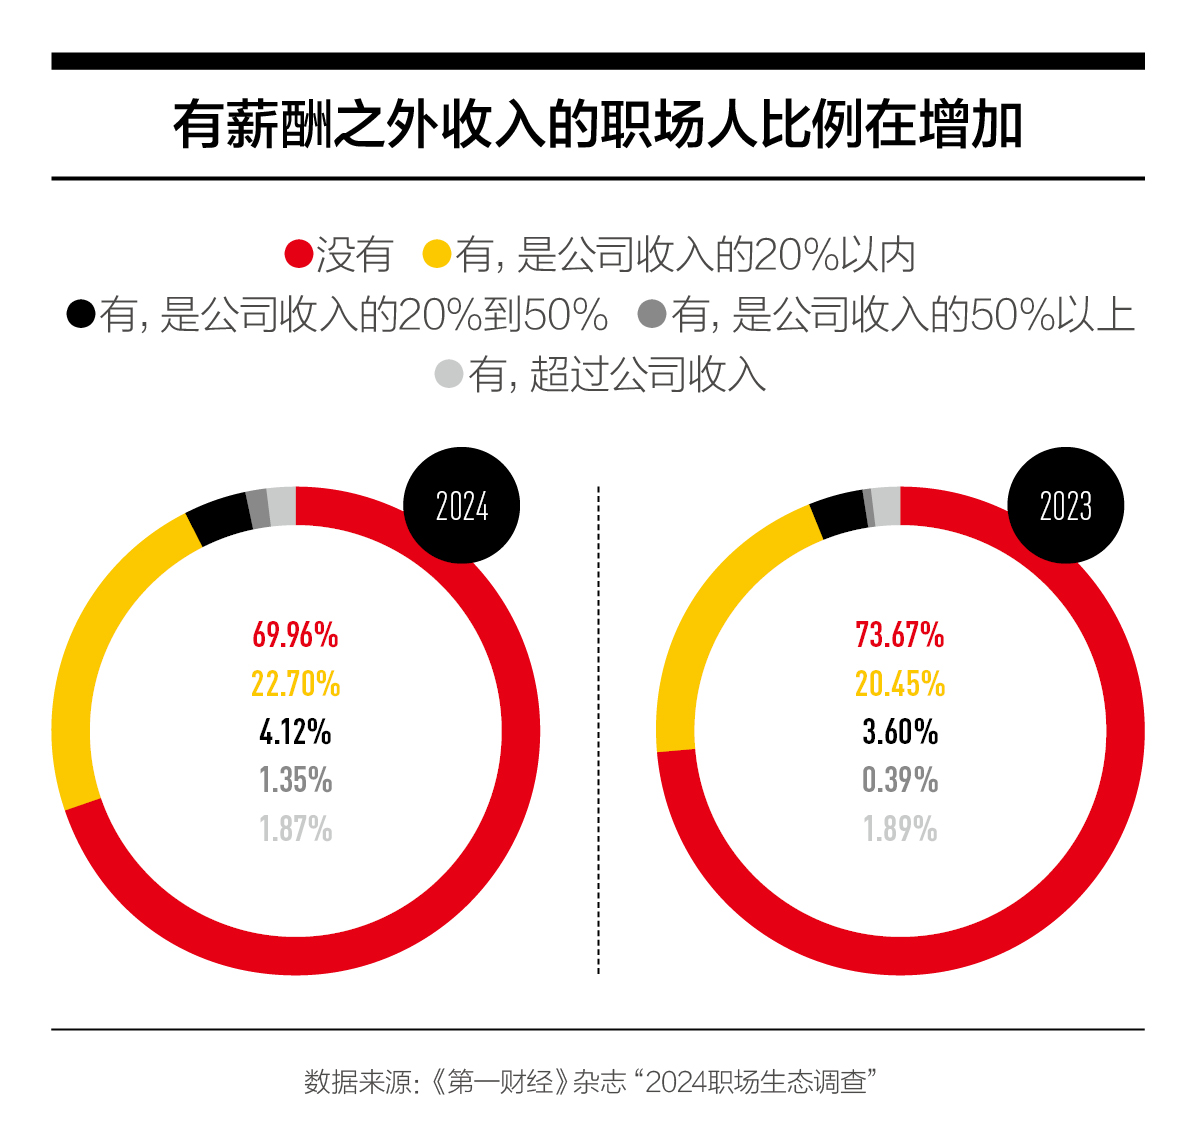 有薪酬之外收入的职场人比例在增加
没有 有，是公司收入的20%以内
有，是公司收入的20%到50% 有，是公司收入的50%以上
有，超过公司收入
2024
69.96%
22.70%
4.12%
1.35%
1.87%
2023
73.67%
20.45%
3.60%
0.39%
1.89%
数据来源：《第一财经》杂志“2024职场生态调查”